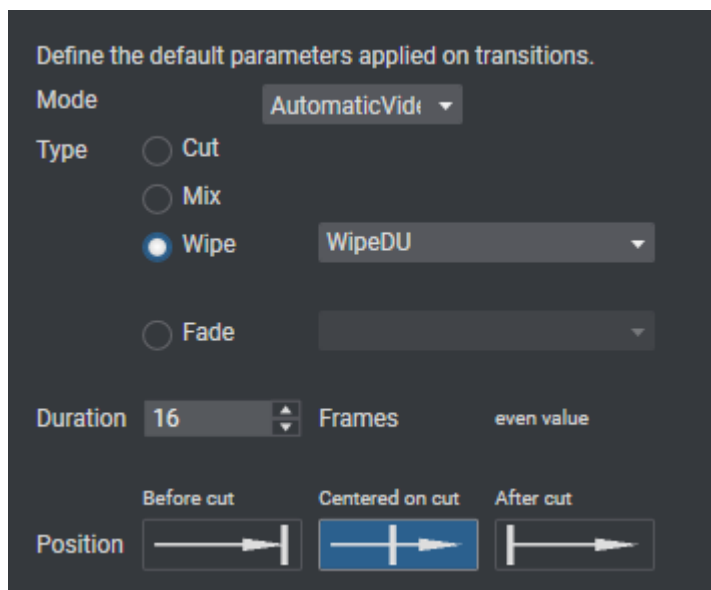 Define the default parameters applied on transitions.
Mode AutomaticVide
Type Cut
Mix
Wipe WipeDU
Fade
Duration 16 Frames even value
Before cut Centered on cut After cut
Position